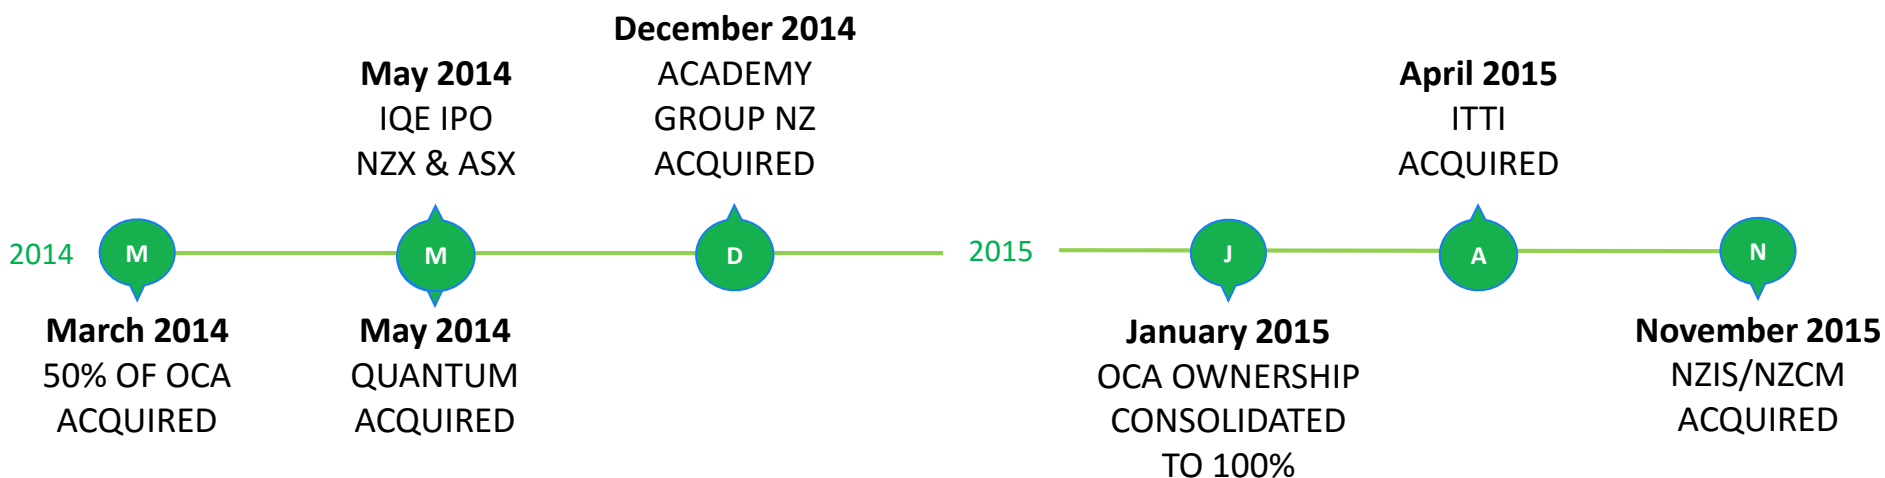 2014
M
March 2014
50% OF OCA
ACQUIRED
May 2014
IQE IPO
NZX & ASX
M
May 2014
QUANTUM
ACQUIRED
December 2014
ACADEMY
GROUP NZ
ACQUIRED
D
2015
J
January 2015
OCA OWNERSHIP
CONSOLIDATED
TO 100%
April 2015
ITTI
ACQUIRED
A
N
November 2015
NZIS/NZCM
ACQUIRED